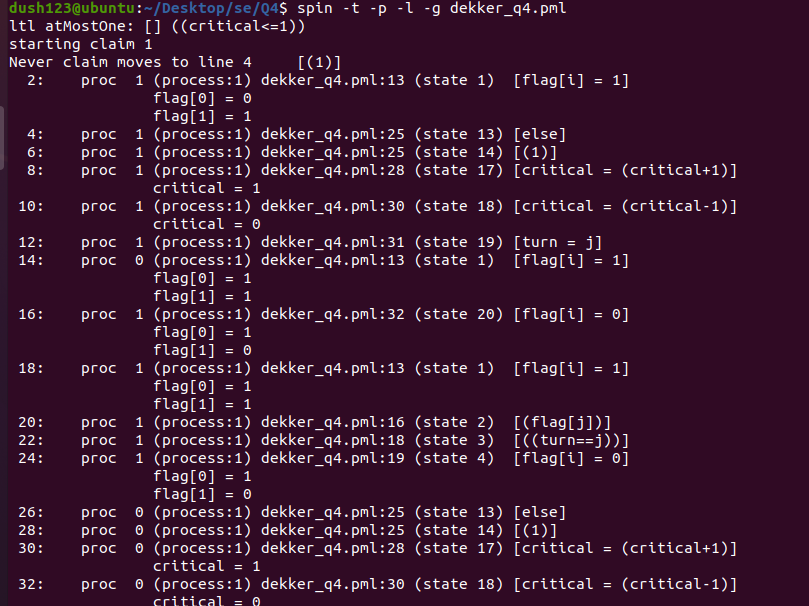 dush123@ubuntu:~/Desktop/se/Q4$ spin -t -p -l -g dekker_q4.pml
ltl atMostOne: [] ((critical<=1))
starting claim 1
Never claim moves to line 4     [(1)]
  2:    proc  1 (process:1) dekker_q4.pml:13 (state 1)  [flag[i] = 1]
                flag[0] = 0
                flag[1] = 1
  4:    proc  1 (process:1) dekker_q4.pml:25 (state 13) [else]
  6:    proc  1 (process:1) dekker_q4.pml:25 (state 14) [(1)]
  8:    proc  1 (process:1) dekker_q4.pml:28 (state 17) [critical = (critical+1)]
                critical = 1
 10:    proc  1 (process:1) dekker_q4.pml:30 (state 18) [critical = (critical-1)]
                critical = 0
 12:    proc  1 (process:1) dekker_q4.pml:31 (state 19) [turn = j]
 14:    proc  0 (process:1) dekker_q4.pml:13 (state 1)  [flag[i] = 1]
                flag[0] = 1
                flag[1] = 1
 16:    proc  1 (process:1) dekker_q4.pml:32 (state 20) [flag[i] = 0]
                flag[0] = 1
                flag[1] = 0
 18:    proc  1 (process:1) dekker_q4.pml:13 (state 1)  [flag[i] = 1]
                flag[0] = 1
                flag[1] = 1
 20:    proc  1 (process:1) dekker_q4.pml:16 (state 2)  [(flag[j])]
 22:    proc  1 (process:1) dekker_q4.pml:18 (state 3)  [((turn==j))]
 24:    proc  1 (process:1) dekker_q4.pml:19 (state 4)  [flag[i] = 0]
                flag[0] = 1
                flag[1] = 0
 26:    proc  0 (process:1) dekker_q4.pml:25 (state 13) [else]
 28:    proc  0 (process:1) dekker_q4.pml:25 (state 14) [(1)]
 30:    proc  0 (process:1) dekker_q4.pml:28 (state 17) [critical = (critical+1)]
                critical = 1
 32:    proc  0 (process:1) dekker_q4.pml:30 (state 18) [critical = (critical-1)]
                critical = 0